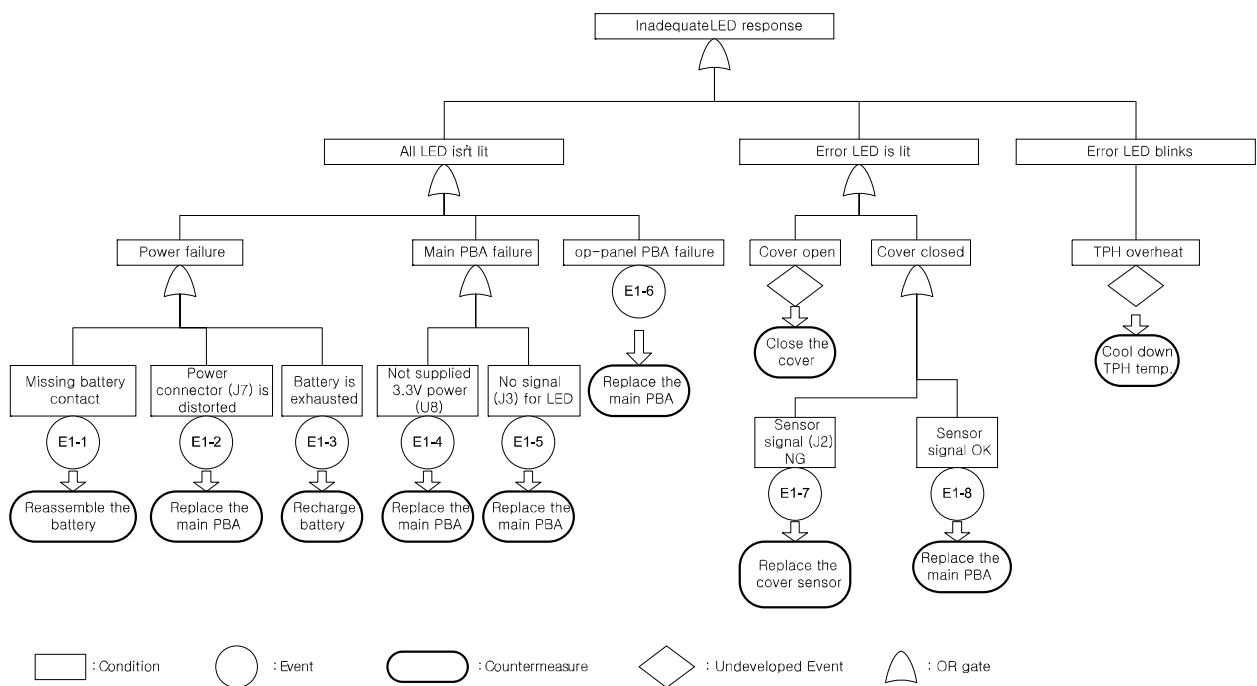 InadequateLED response
All LED isn't lit
Error LED is lit
Error LED blinks
Power failure
Main PBA failure
op-panel PBA failure
Cover open
Cover closed
TPH overheat
E1-6
Close the
cover
Cool down
TPH temp.
Missing battery
contact
Power
connector (J7) is
distorted
Battery is
exhausted
Not supplied
3.3V power
(U8)
No signal
(J3) for LED
Replace the
main PBA
Sensor
signal (J2)
NG
Sensor
signal OK
E1-1
E1-2
E1-3
E1-4
E1-5
E1-7
E1-8
Reassemble the
battery
Replace the
main PBA
Recharge
battery
Replace the
main PBA
Replace the
main PBA
Replace the
cover sensor
Replace the
main PBA
: Condition
: Event
: Countermeasure
: Undeveloped Event
: OR gate